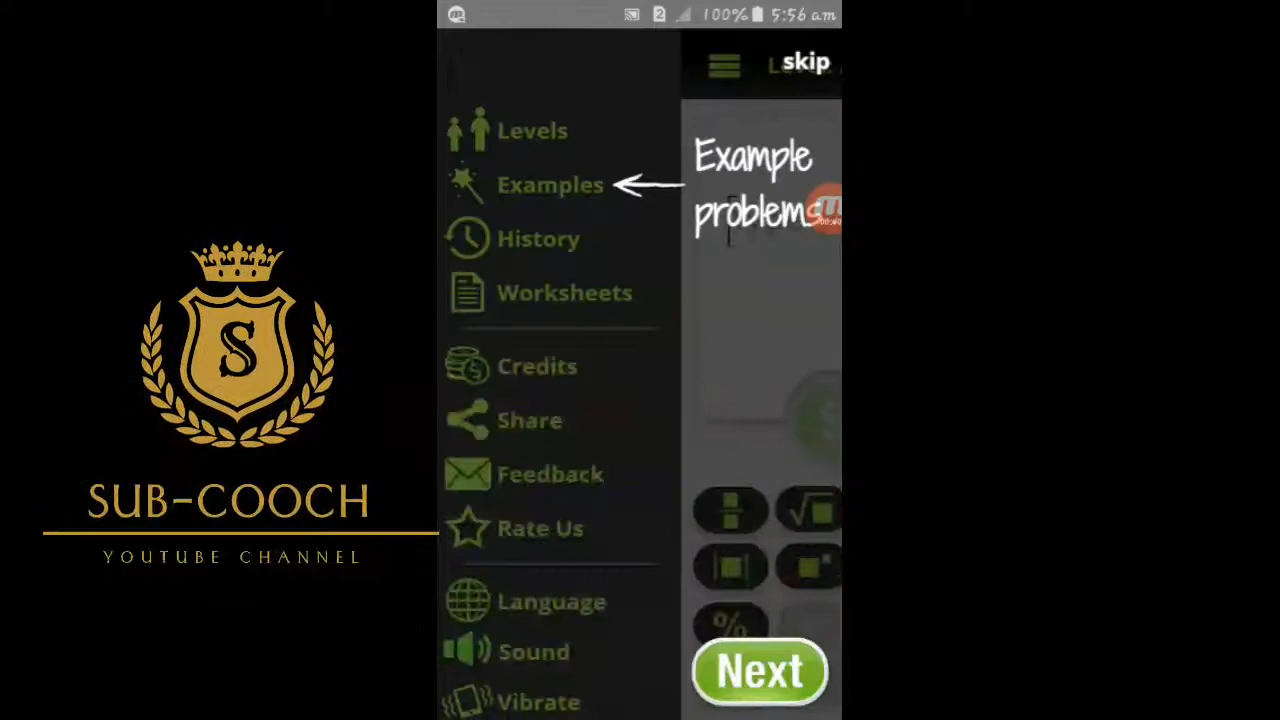 100% 5:56 am
skip
Levels
Example
problems
Examples
History
Worksheets
Credits
Share
Feedback
Rate Us
Language
Sound
Vibrate
%
Next
S
SUB-COOCH
YOUTUBE CHANNEL